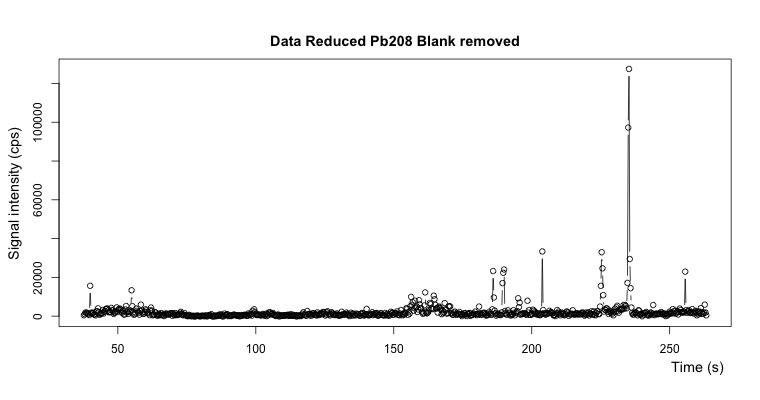 Data Reduced Pb208 Blank removed
Signal intensity (cps)
100000
60000
20000
0
50 100 150 200 250
Time (s)